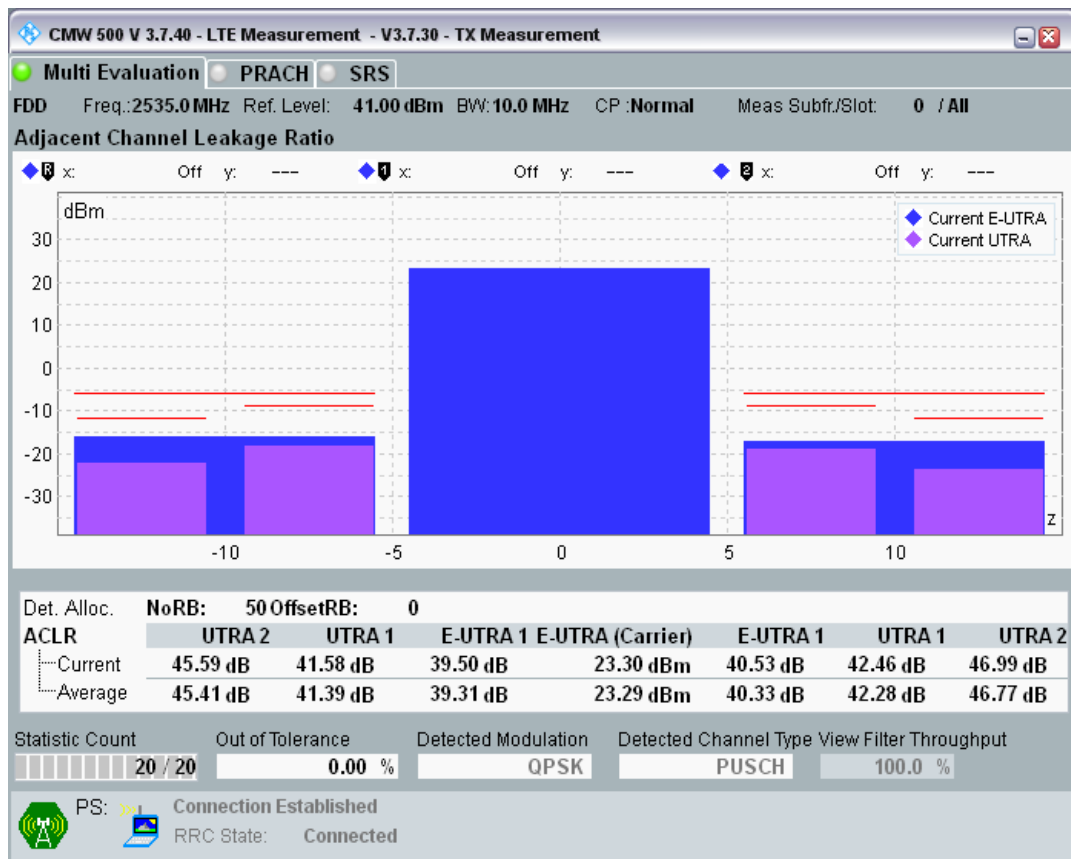 CMW 500 V 3.7.40 - LTE Measurement - V3.7.30 - TX Measurement
Multi Evaluation PRACH SRS
FDD Freq.:2535.0 MHz Ref. Level: 41.00 dBm BW: 10.0 MHz CP :Normal Meas Subfr./Slot: 0 / All
Adjacent Channel Leakage Ratio
R x: Off y: --- 1 x: Off y: --- 2 x: Off y: ---
dBm
Current E-UTRA
Current UTRA
30
20
10
0
-10
-20
-30
z
-10 -5 0 5 10
Det. Alloc. NoRB: 50 OffsetRB: 0
ACLR UTRA 2 UTRA 1 E-UTRA 1 E-UTRA (Carrier) E-UTRA 1 UTRA 1 UTRA 2
Current 45.59 dB 41.58 dB 39.50 dB 23.30 dBm 40.53 dB 42.46 dB 46.99 dB
Average 45.41 dB 41.39 dB 39.31 dB 23.29 dBm 40.33 dB 42.28 dB 46.77 dB
Statistic Count Out of Tolerance Detected Modulation Detected Channel Type View Filter Throughput
20 / 20 0.00 % QPSK PUSCH 100.0 %
PS: Connection Established
RRC State: Connected